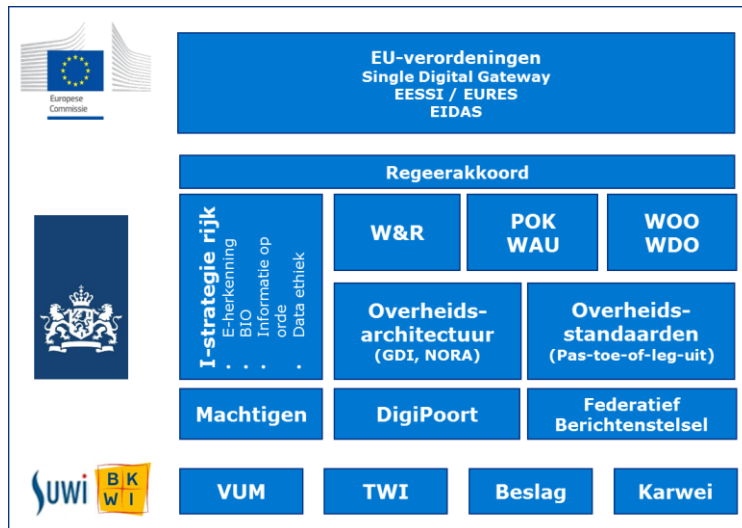 Europese
Commissie
EU-verordeningen
Single Digital Gateway
EESSI / EURES
EIDAS
Regeerakkoord
I-strategie rijk
• E-herkenning
• BIO
• Informatie op
orde
• Data ethiek
W&R
POK
WAU
WOO
WDO
Overheids-
architectuur
(GDI, NORA)
Overheids-
standaarden
(Pas-toe-of-leg-uit)
Machtigen
DigiPoort
Federatief
Berichtenstelsel
Suwi
BK
WI
VUM
TWI
Beslag
Karwei